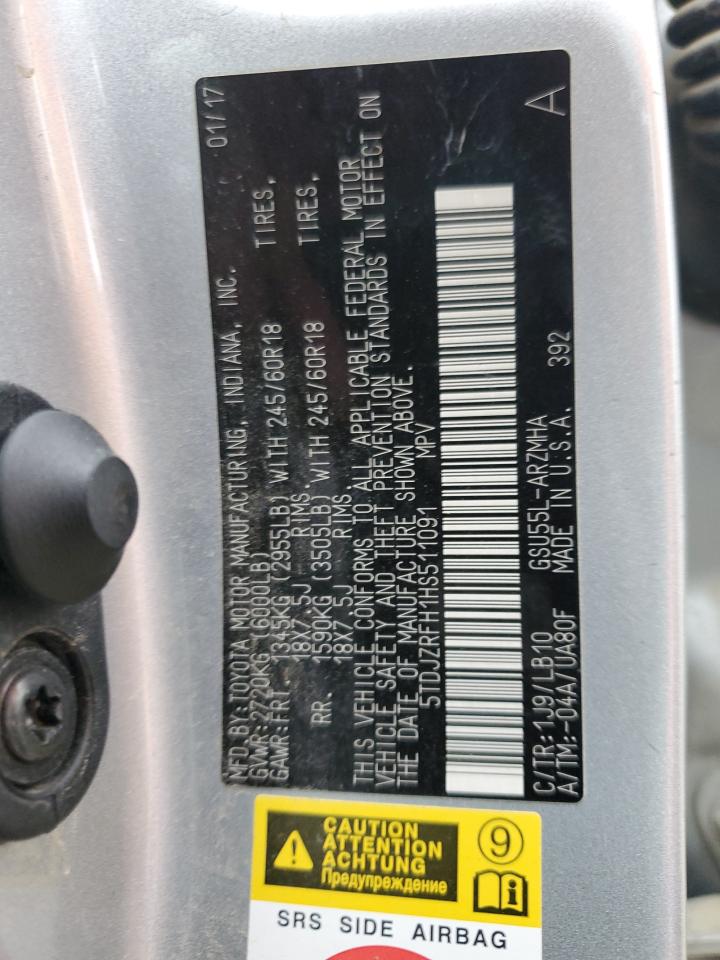 MFD. BY: TOYOTA MOTOR MANUFACTURING, INDIANA, INC. 01/17
GVWR: 2720KG (6000LB)
GAWR: FRT. 1345KG (2955LB) WITH 245/60R18 TIRES,
18X7.5J RIMS
RR. 1590KG (3505LB) WITH 245/60R18 TIRES,
18X7.5J RIMS
THIS VEHICLE CONFORMS TO ALL APPLICABLE FEDERAL MOTOR
VEHICLE SAFETY AND THEFT PREVENTION STANDARDS IN EFFECT ON
THE DATE OF MANUFACTURE SHOWN ABOVE.
5TDJZRFH1HS511091 MPV
C/TR: 1J9/LB10 GSU55L-ARZMHA
A/TM: -04A/UA80F MADE IN U.S.A. 392 A
CAUTION
ATTENTION
ACHTUNG
Предупреждение
9
i
SRS SIDE AIRBAG